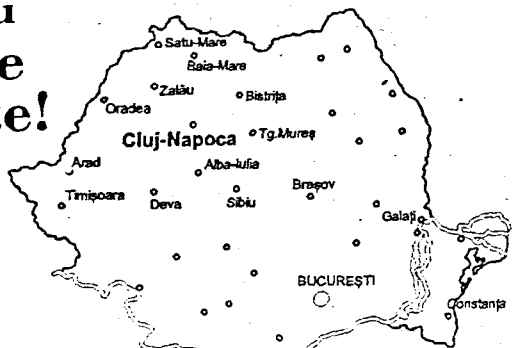 u
e
e!
Satu-Mare
Baia-Mare
Zalău
Bistrița
Oradea
Cluj-Napoca
Tg.Mureș
Arad
Alba-Iulia
Timișoara
Deva
Sibiu
Brașov
Galați
BUCUREȘTI
Constanța